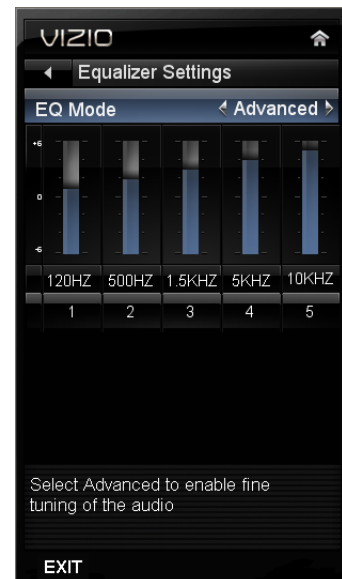 VIZIO
Equalizer Settings
EQ Mode Advanced
+6
0
-6
120HZ 500HZ 1.5KHZ 5KHZ 10KHZ
1 2 3 4 5
Select Advanced to enable fine
tuning of the audio
EXIT